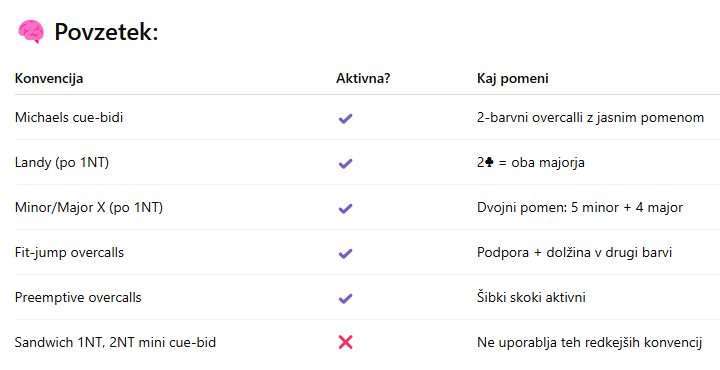 🧠 Povzetek:
Konvencija Aktivna? Kaj pomeni
Michaels cue-bidi ✔ 2-barvni overcalli z jasnim pomenom
Landy (po 1NT) ✔ 2♣ = oba majorja
Minor/Major X (po 1NT) ✔ Dvojni pomen: 5 minor + 4 major
Fit-jump overcalls ✔ Podpora + dolžina v drugi barvi
Preemptive overcalls ✔ Šibki skoki aktivni
Sandwich 1NT, 2NT mini cue-bid ❌ Ne uporablja teh redkejših konvencij